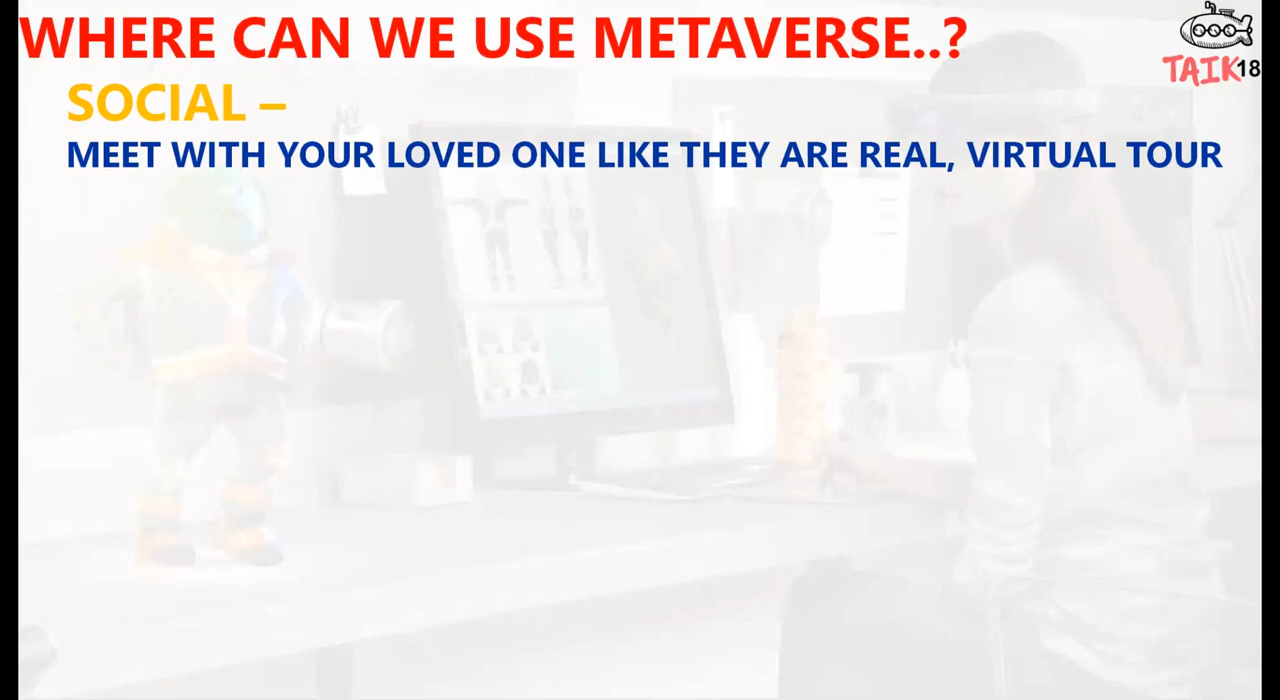 WHERE CAN WE USE METAVERSE..?
TAIK18
SOCIAL –
MEET WITH YOUR LOVED ONE LIKE THEY ARE REAL, VIRTUAL TOUR